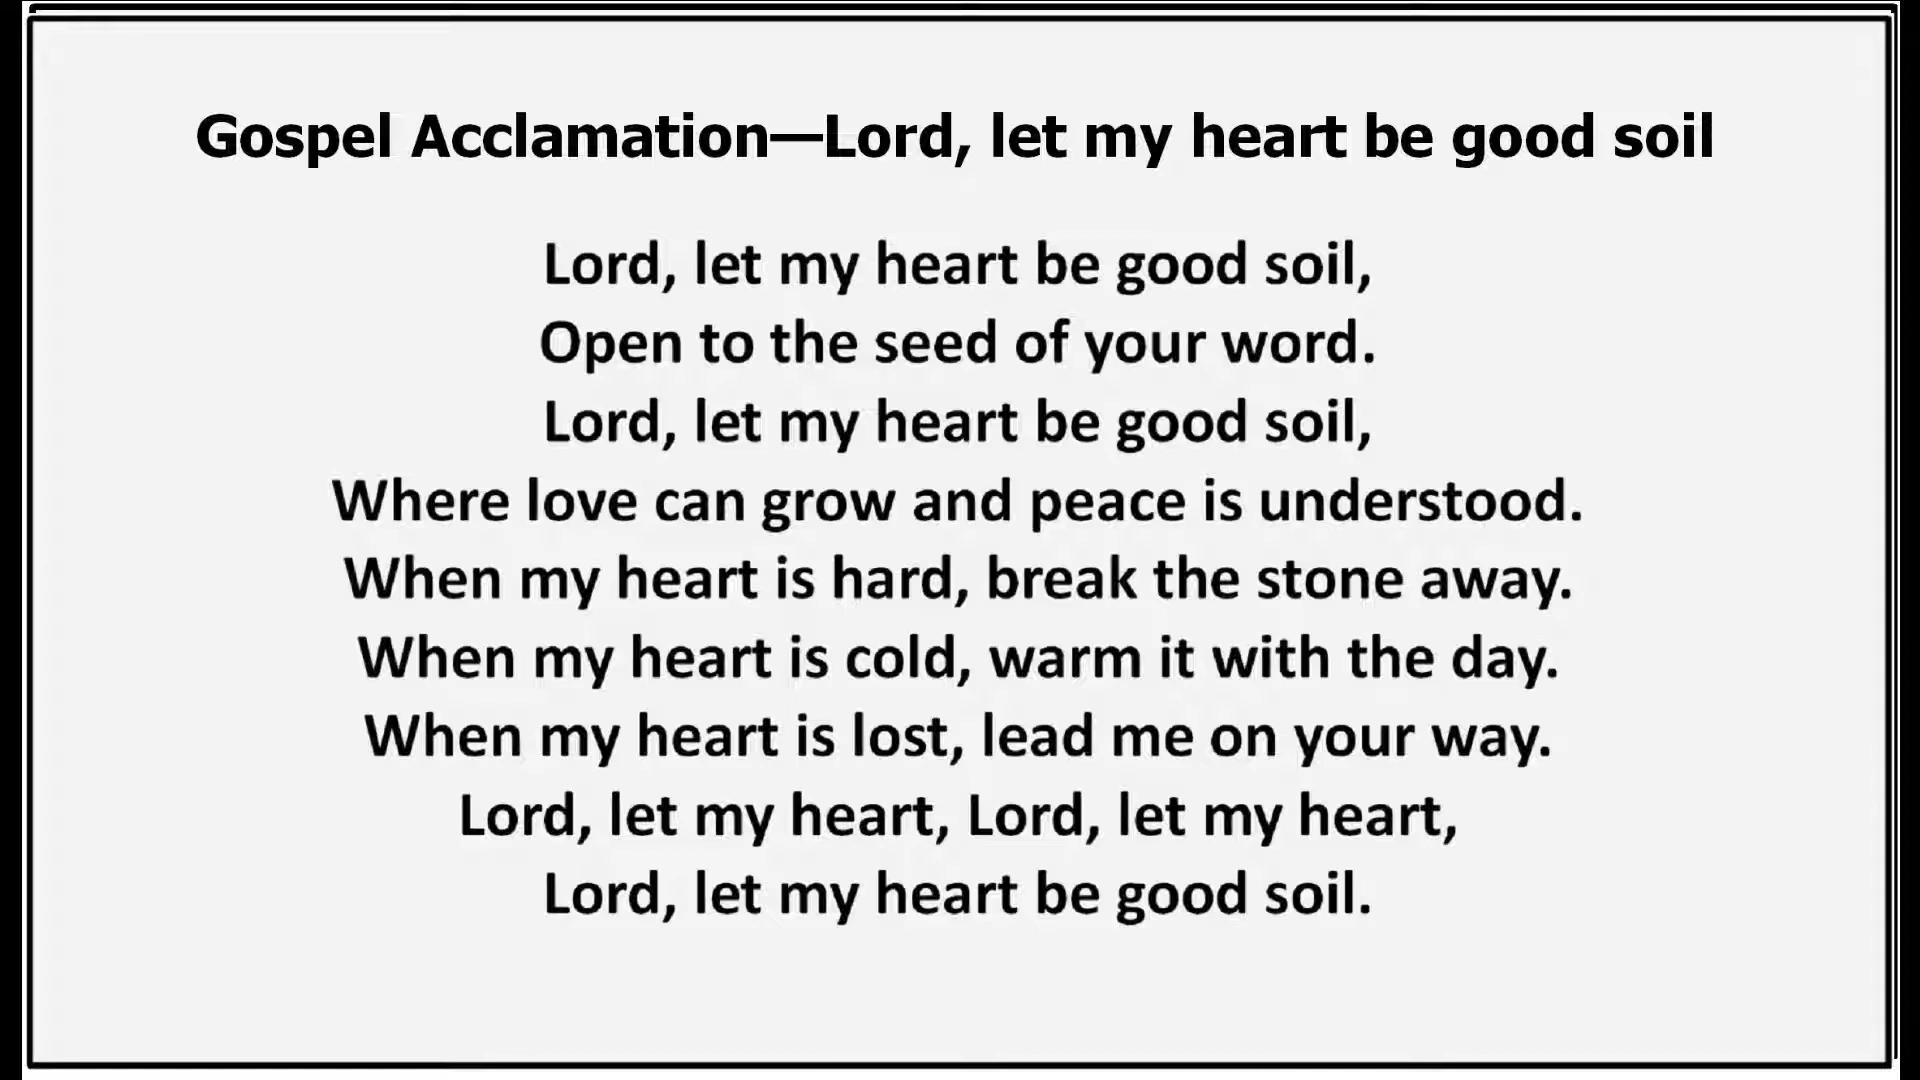 Gospel Acclamation—Lord, let my heart be good soil
Lord, let my heart be good soil,
Open to the seed of your word.
Lord, let my heart be good soil,
Where love can grow and peace is understood.
When my heart is hard, break the stone away.
When my heart is cold, warm it with the day.
When my heart is lost, lead me on your way.
Lord, let my heart, Lord, let my heart,
Lord, let my heart be good soil.